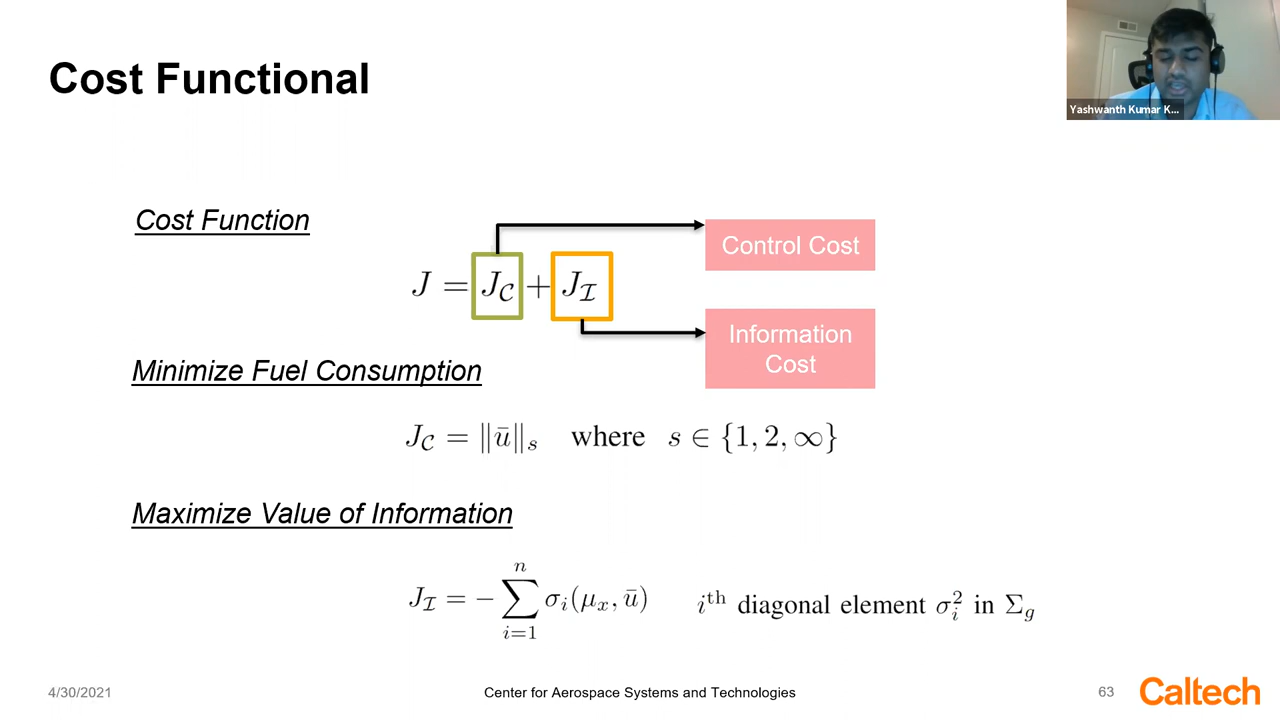 Cost Functional
Yashwanth Kumar K...
Cost Function
J = J_C + J_I
Control Cost
Information
Cost
Minimize Fuel Consumption
J_C = ‖ū‖_s where s ∈ {1, 2, ∞}
Maximize Value of Information
J_I = − ∑_{i=1}^{n} σ_i(μ_x, ū) i^th diagonal element σ_i^2 in Σ_g
4/30/2021
Center for Aerospace Systems and Technologies
63
Caltech